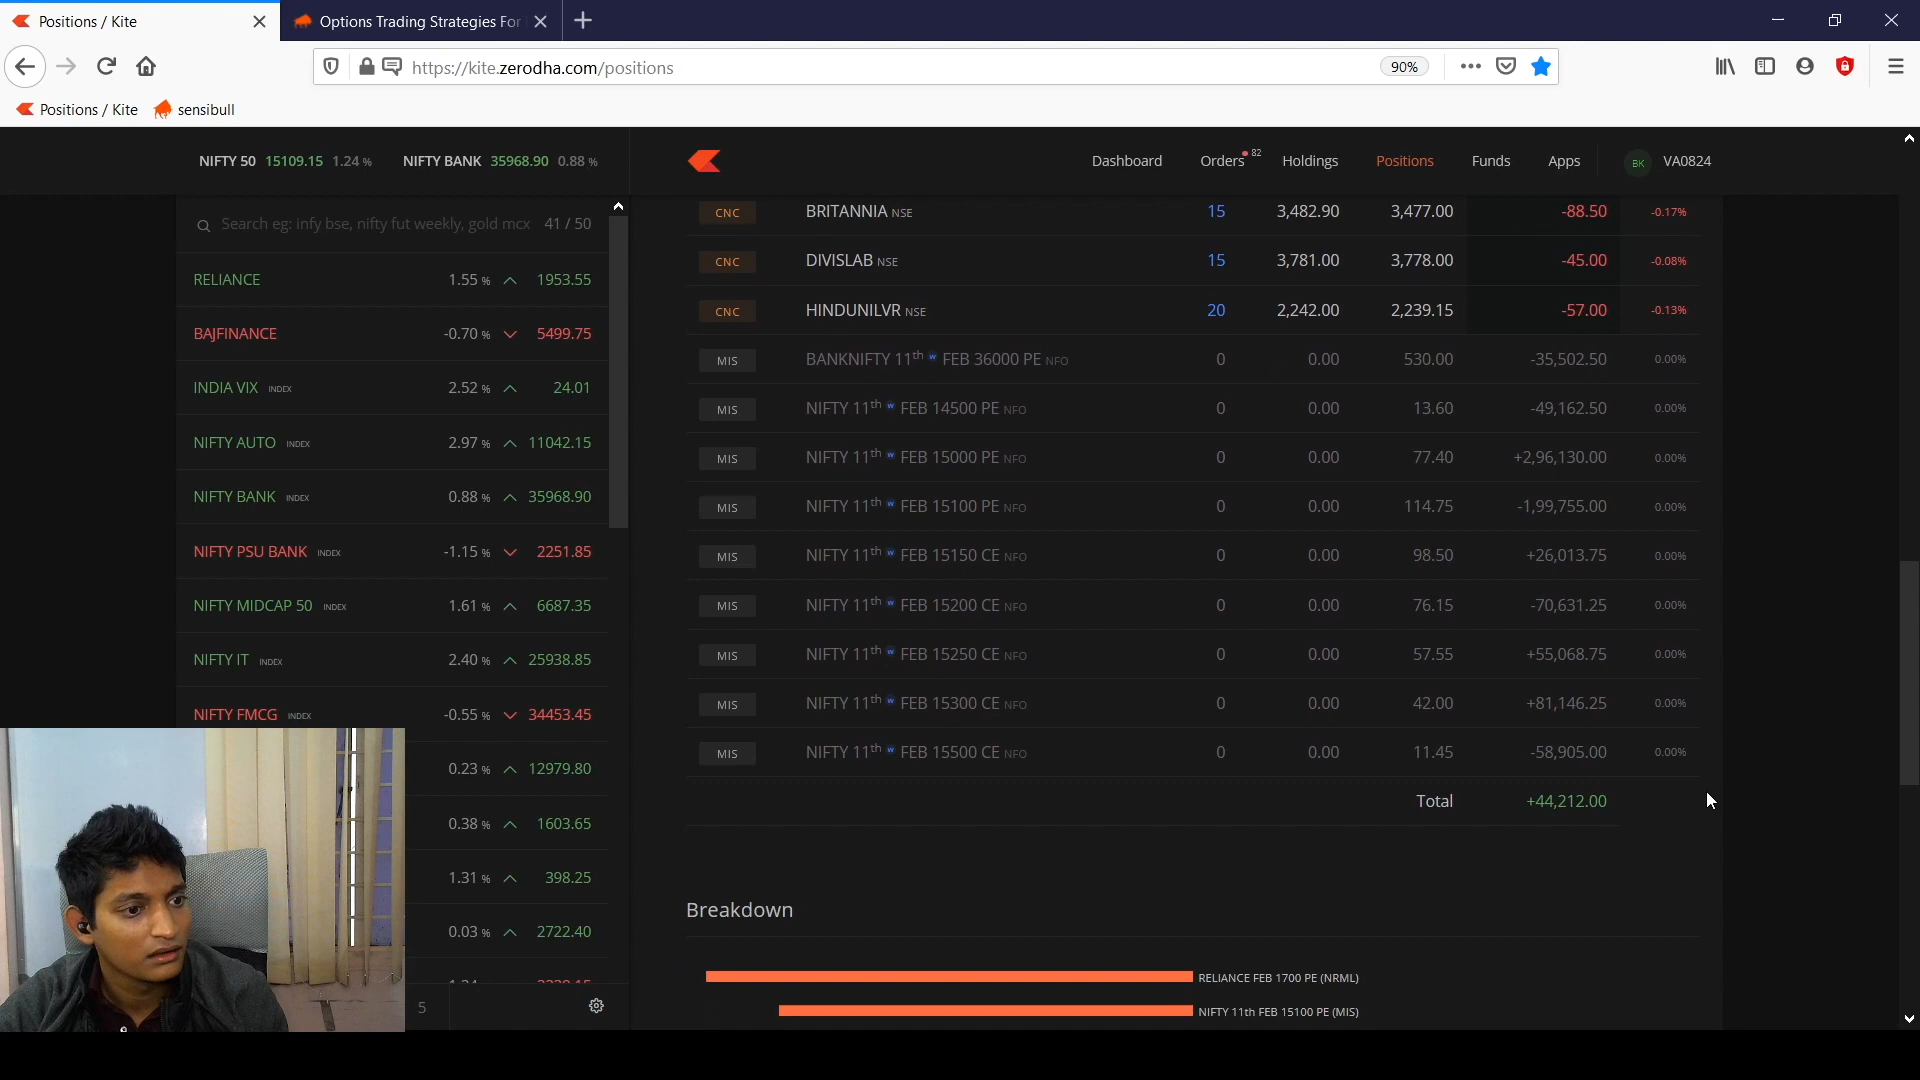 Positions / Kite
Options Trading Strategies For
https://kite.zerodha.com/positions
90%
Positions / Kite
sensibull
NIFTY 50 15109.15 1.24 %
NIFTY BANK 35968.90 0.88 %
Dashboard
Orders 82
Holdings
Positions
Funds
Apps
BK VA0824
Search eg: infy bse, nifty fut weekly, gold mcx 41 / 50
RELIANCE 1.55 % 1953.55
BAJFINANCE -0.70 % 5499.75
INDIA VIX INDEX 2.52 % 24.01
NIFTY AUTO INDEX 2.97 % 11042.15
NIFTY BANK INDEX 0.88 % 35968.90
NIFTY PSU BANK INDEX -1.15 % 2251.85
NIFTY MIDCAP 50 INDEX 1.61 % 6687.35
NIFTY IT INDEX 2.40 % 25938.85
NIFTY FMCG INDEX -0.55 % 34453.45
0.23 % 12979.80
0.38 % 1603.65
1.31 % 398.25
0.03 % 2722.40
5
CNC BRITANNIA NSE 15 3,482.90 3,477.00 -88.50 -0.17%
CNC DIVISLAB NSE 15 3,781.00 3,778.00 -45.00 -0.08%
CNC HINDUNILVR NSE 20 2,242.00 2,239.15 -57.00 -0.13%
MIS BANKNIFTY 11th w FEB 36000 PE NFO 0 0.00 530.00 -35,502.50 0.00%
MIS NIFTY 11th w FEB 14500 PE NFO 0 0.00 13.60 -49,162.50 0.00%
MIS NIFTY 11th w FEB 15000 PE NFO 0 0.00 77.40 +2,96,130.00 0.00%
MIS NIFTY 11th w FEB 15100 PE NFO 0 0.00 114.75 -1,99,755.00 0.00%
MIS NIFTY 11th w FEB 15150 CE NFO 0 0.00 98.50 +26,013.75 0.00%
MIS NIFTY 11th w FEB 15200 CE NFO 0 0.00 76.15 -70,631.25 0.00%
MIS NIFTY 11th w FEB 15250 CE NFO 0 0.00 57.55 +55,068.75 0.00%
MIS NIFTY 11th w FEB 15300 CE NFO 0 0.00 42.00 +81,146.25 0.00%
MIS NIFTY 11th w FEB 15500 CE NFO 0 0.00 11.45 -58,905.00 0.00%
Total +44,212.00
Breakdown
RELIANCE FEB 1700 PE (NRML)
NIFTY 11th FEB 15100 PE (MIS)